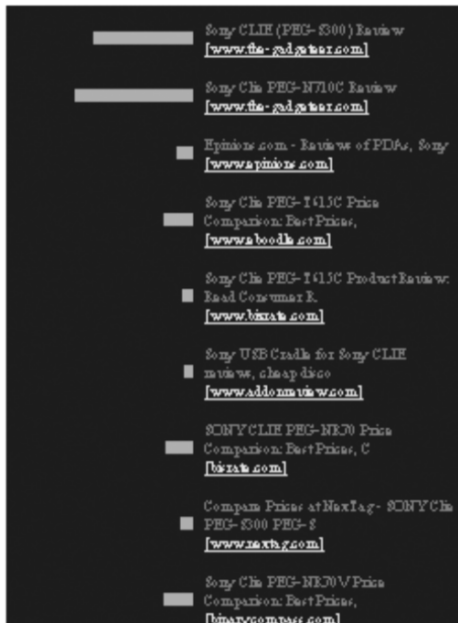 Sony CLIE (PEG-S300) Review
[www.the-gadgeteer.com]
Sony Clie PEG-N710C Review
[www.the-gadgeteer.com]
Epinions.com - Reviews of PDAs, Sony
[www.epinions.com]
Sony Clie PEG-T615C Price
Comparison: Best Prices,
[www.aboodle.com]
Sony Clie PEG-T615C Product Review:
Read Consumer R
[www.bizrate.com]
Sony USB Cradle for Sony CLIE
reviews, cheap disco
[www.addonreview.com]
SONY CLIE PEG-NR70 Price
Comparison: Best Prices, C
[bizrate.com]
Compare Prices at NexTag - SONY Clie
PEG-S300 PEG-S
[www.nextag.com]
Sony Clie PEG-NR70V Price
Comparison: Best Prices,
[binarycompass.com]